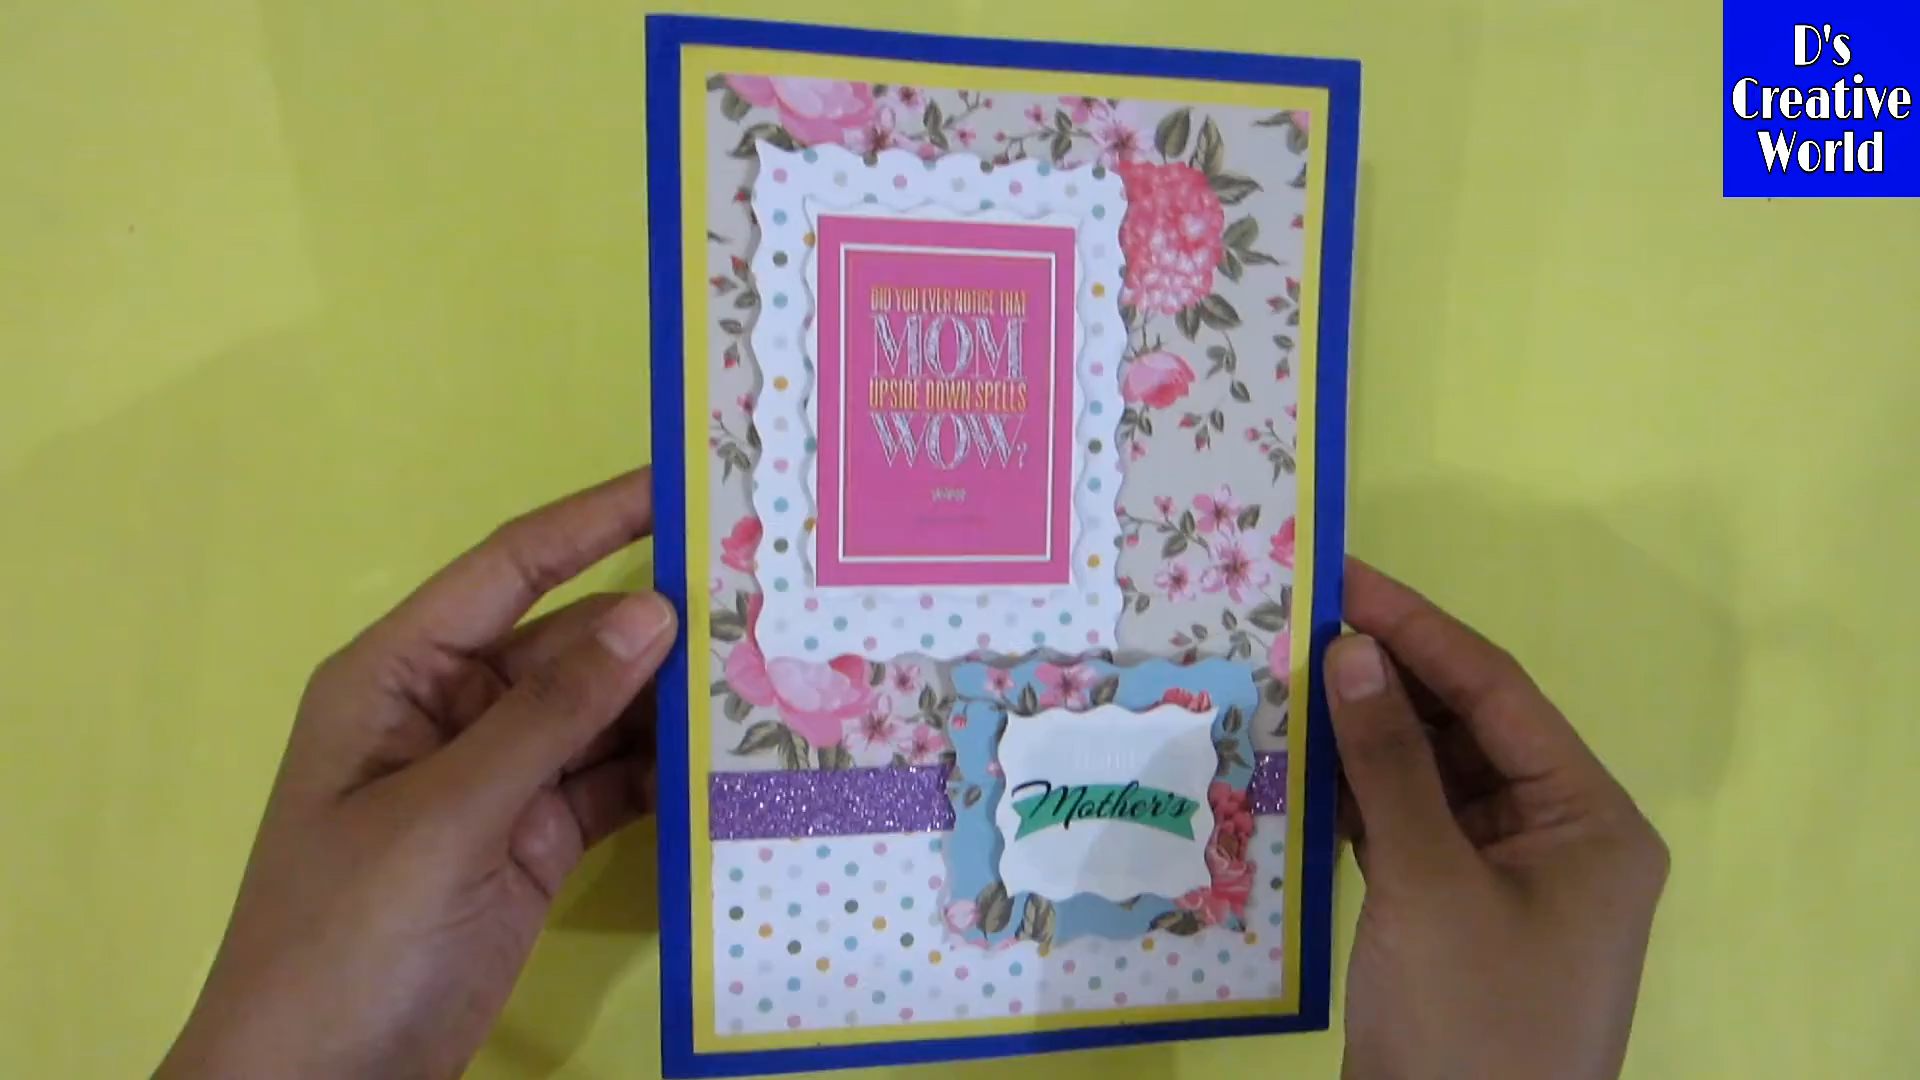 D's
Creative
World
DID YOU EVER NOTICE THAT
MOM
UPSIDE DOWN SPELLS
WOW?
Mother's